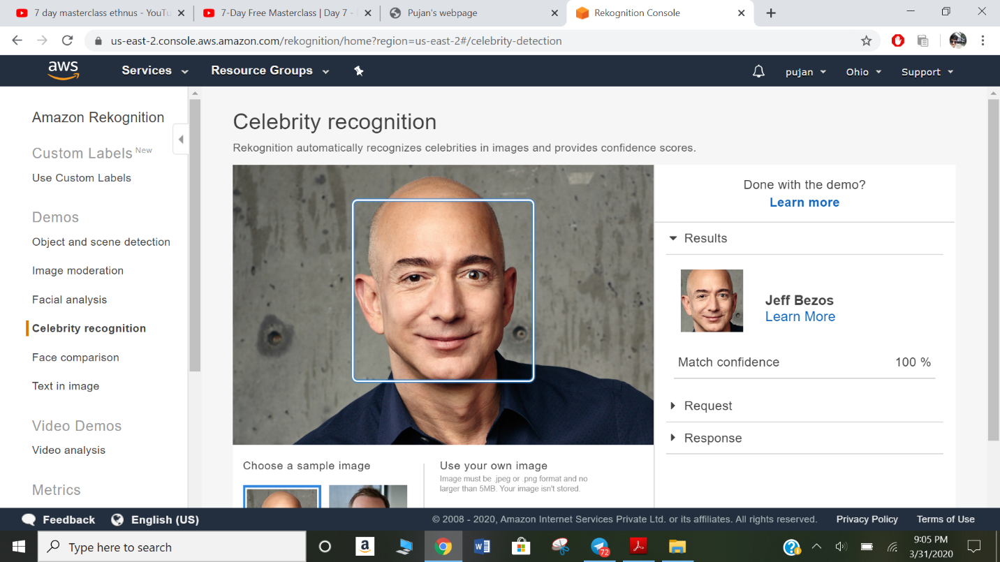 7 day masterclass ethnus - YouTu
7-Day Free Masterclass | Day 7 -
Pujan's webpage
Rekognition Console
us-east-2.console.aws.amazon.com/rekognition/home?region=us-east-2#/celebrity-detection
aws
Services
Resource Groups
pujan
Ohio
Support
Amazon Rekognition
Custom Labels New
Use Custom Labels
Demos
Object and scene detection
Image moderation
Facial analysis
Celebrity recognition
Face comparison
Text in image
Video Demos
Video analysis
Metrics
Celebrity recognition
Rekognition automatically recognizes celebrities in images and provides confidence scores.
Done with the demo?
Learn more
Results
Jeff Bezos
Learn More
Match confidence 100 %
Request
Response
Choose a sample image
Use your own image
Image must be .jpeg or .png format and no
larger than 5MB. Your image isn't stored.
Feedback
English (US)
© 2008 - 2020, Amazon Internet Services Private Ltd. or its affiliates. All rights reserved.
Privacy Policy
Terms of Use
Type here to search
a
W
72
9:05 PM
3/31/2020